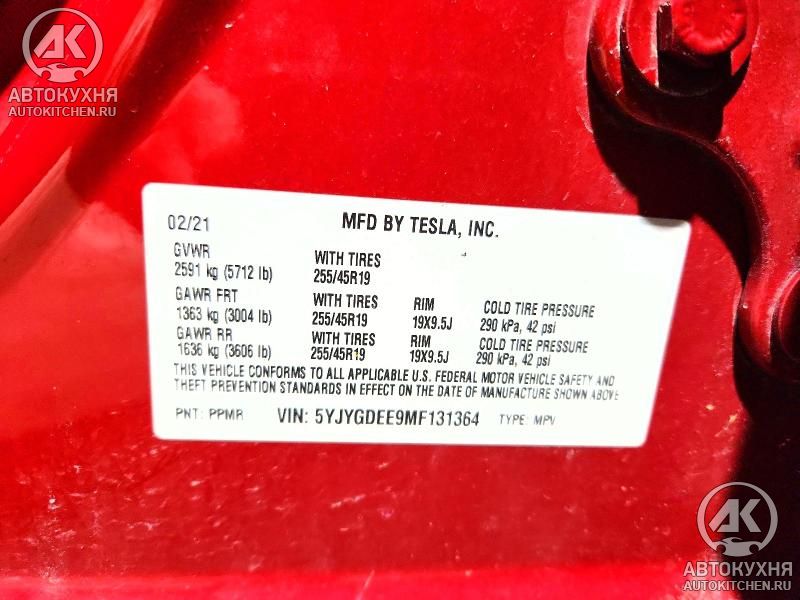 AK
АВТОКУХНЯ
AUTOKITCHEN.RU
02/21 MFD BY TESLA, INC.
GVWR
2591 kg (5712 lb) WITH TIRES
255/45R19
GAWR FRT
1363 kg (3004 lb) WITH TIRES
255/45R19 RIM
19X9.5J COLD TIRE PRESSURE
290 kPa, 42 psi
GAWR RR
1636 kg (3606 lb) WITH TIRES
255/45R19 RIM
19X9.5J COLD TIRE PRESSURE
290 kPa, 42 psi
THIS VEHICLE CONFORMS TO ALL APPLICABLE U.S. FEDERAL MOTOR VEHICLE SAFETY AND
THEFT PREVENTION STANDARDS IN EFFECT ON THE DATE OF MANUFACTURE SHOWN ABOVE
PNT: PPMR VIN: 5YJYGDEE9MF131364 TYPE: MPV
AK
АВТОКУХНЯ
AUTOKITCHEN.RU